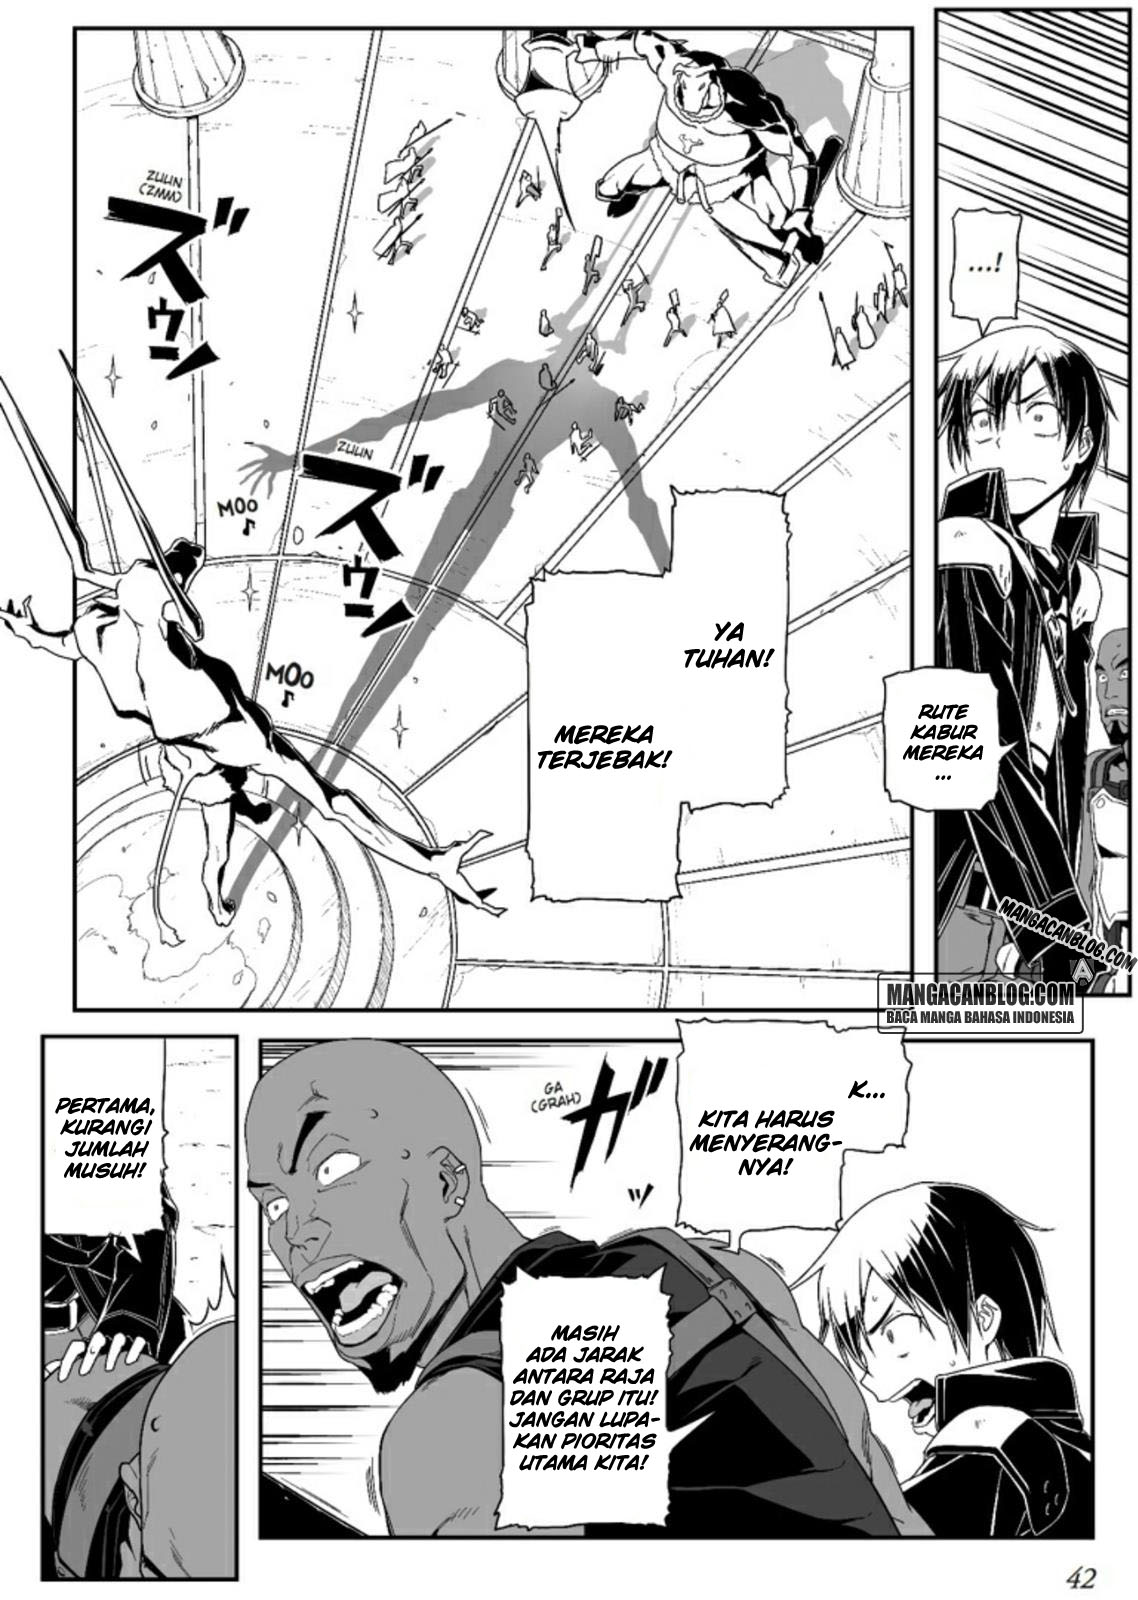 ...!
RUTE
KABUR
MEREKA
...
YA
TUHAN!
MEREKA
TERJEBAK!
ZUUN
(ZMM)
ズウン
ZUUN
ズウン
MOO
♪
MOO
♪
MANGACANBLOG.COM
MANGACANBLOG.COM
BACA MANGA BAHASA INDONESIA
K...
KITA HARUS
MENYERANG-
NYA!
GA
(GRAH)
ガッ
MASIH
ADA JARAK
ANTARA RAJA
DAN GRUP ITU!
JANGAN LUPA-
KAN PIORITAS
UTAMA KITA!
PERTAMA,
KURANGI
JUMLAH
MUSUH!
42